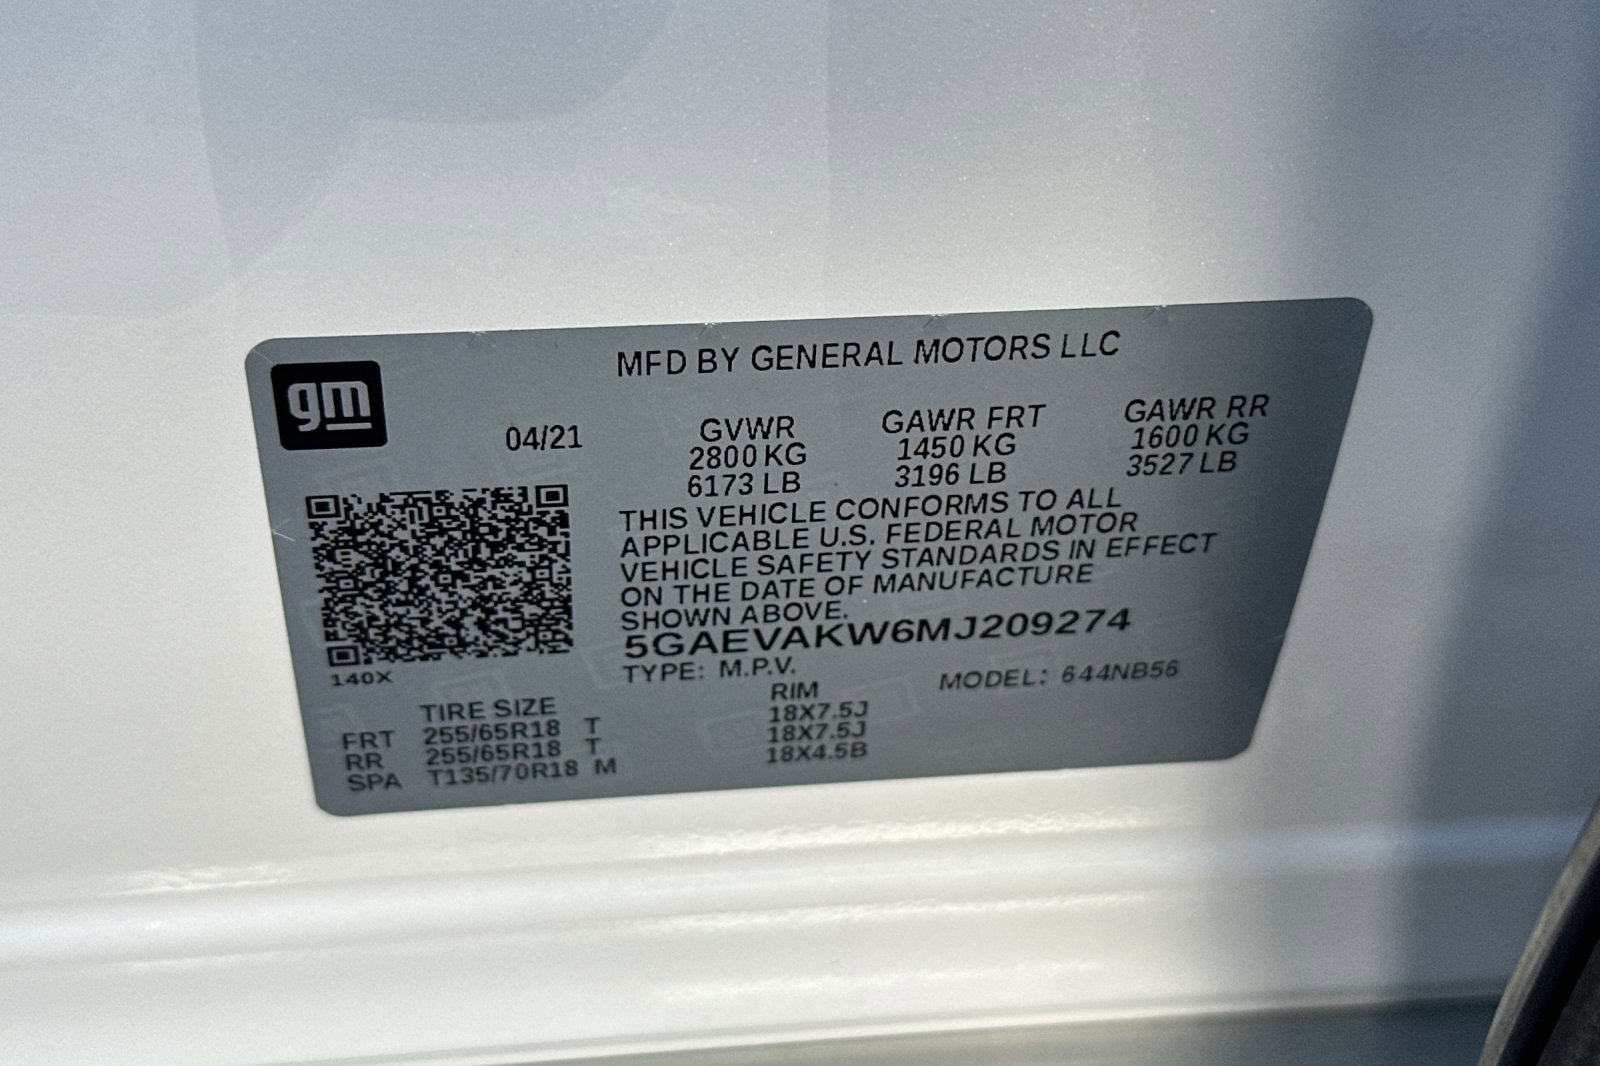 MFD BY GENERAL MOTORS LLC
gm
04/21 GVWR GAWR FRT GAWR RR
2800 KG 1450 KG 1600 KG
6173 LB 3196 LB 3527 LB
THIS VEHICLE CONFORMS TO ALL
APPLICABLE U.S. FEDERAL MOTOR
VEHICLE SAFETY STANDARDS IN EFFECT
ON THE DATE OF MANUFACTURE
SHOWN ABOVE.
5GAEVAKW6MJ209274
TYPE: M.P.V. MODEL: 644NB56
140X
TIRE SIZE RIM
FRT 255/65R18 T 18X7.5J
RR 255/65R18 T 18X7.5J
SPA T135/70R18 M 18X4.5B